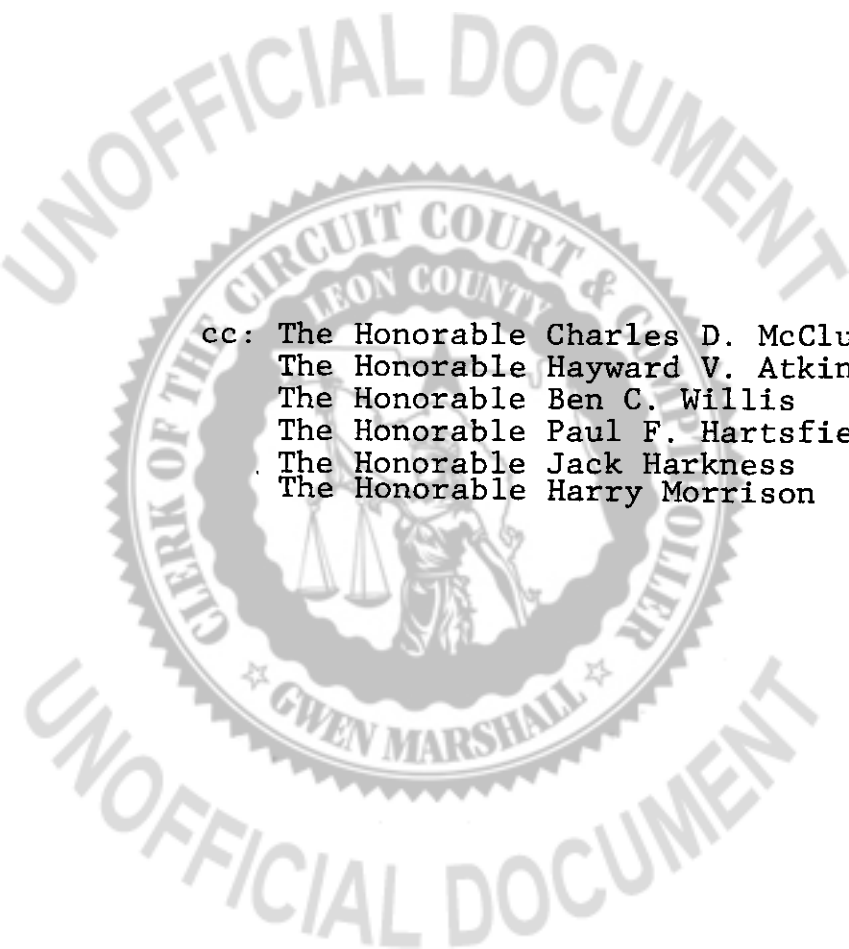 UNOFFICIAL DOCUMENT
CLERK OF THE CIRCUIT COURT & COMPTROLLER
LEON COUNTY
cc: The Honorable Charles D. McClu
The Honorable Hayward V. Atkin
The Honorable Ben C. Willis
The Honorable Paul F. Hartsfie
The Honorable Jack Harkness
The Honorable Harry Morrison
GWEN MARSHALL
UNOFFICIAL DOCUMENT